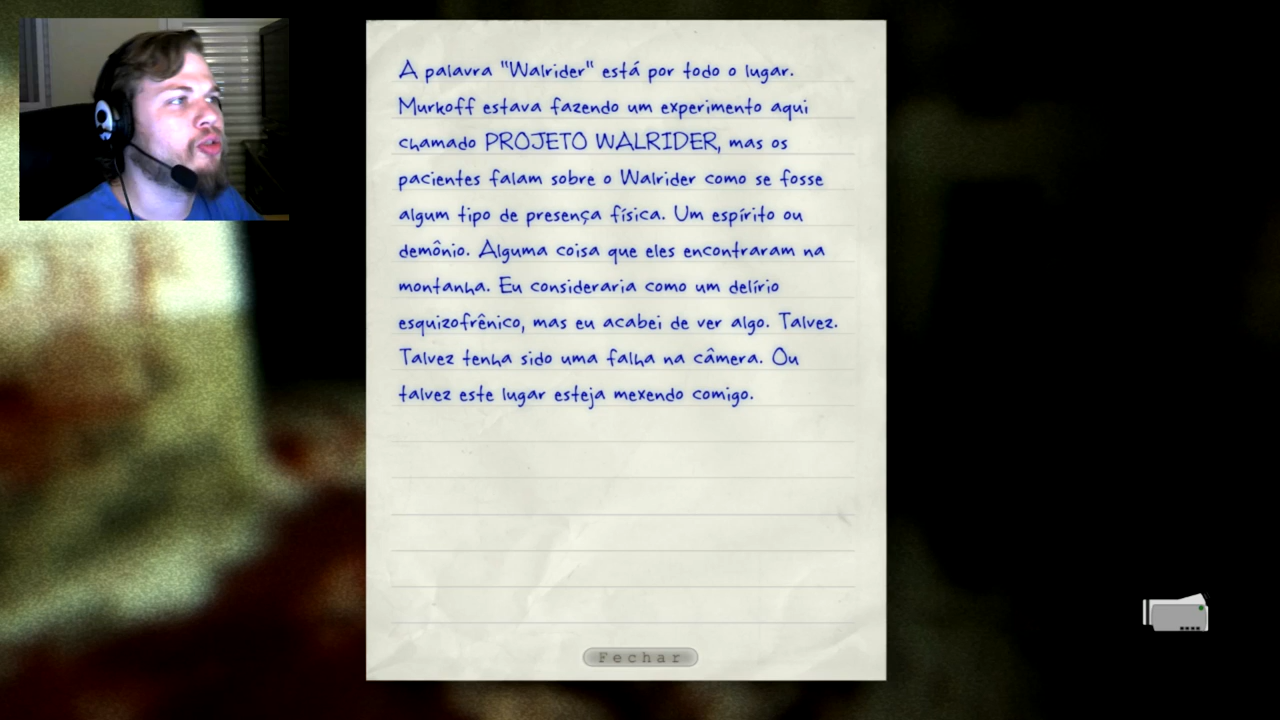 A palavra "Walrider" está por todo o lugar.
Murkoff estava fazendo um experimento aqui
chamado PROJETO WALRIDER, mas os
pacientes falam sobre o Walrider como se fosse
algum tipo de presença física. Um espírito ou
demônio. Alguma coisa que eles encontraram na
montanha. Eu consideraria como um delírio
esquizofrênico, mas eu acabei de ver algo. Talvez.
Talvez tenha sido uma falha na câmera. Ou
talvez este lugar esteja mexendo comigo.
Fechar